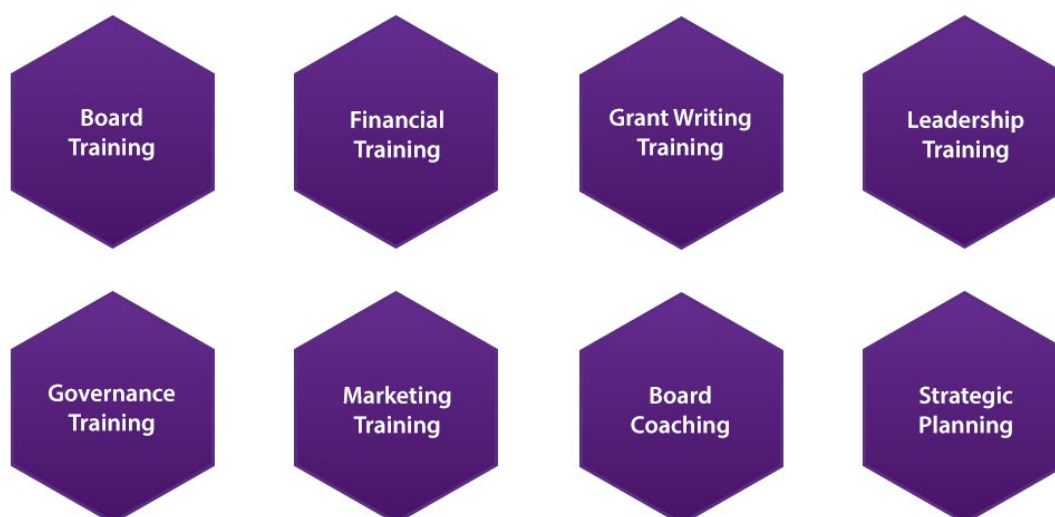 Board
Training
Financial
Training
Grant Writing
Training
Leadership
Training
Governance
Training
Marketing
Training
Board
Coaching
Strategic
Planning